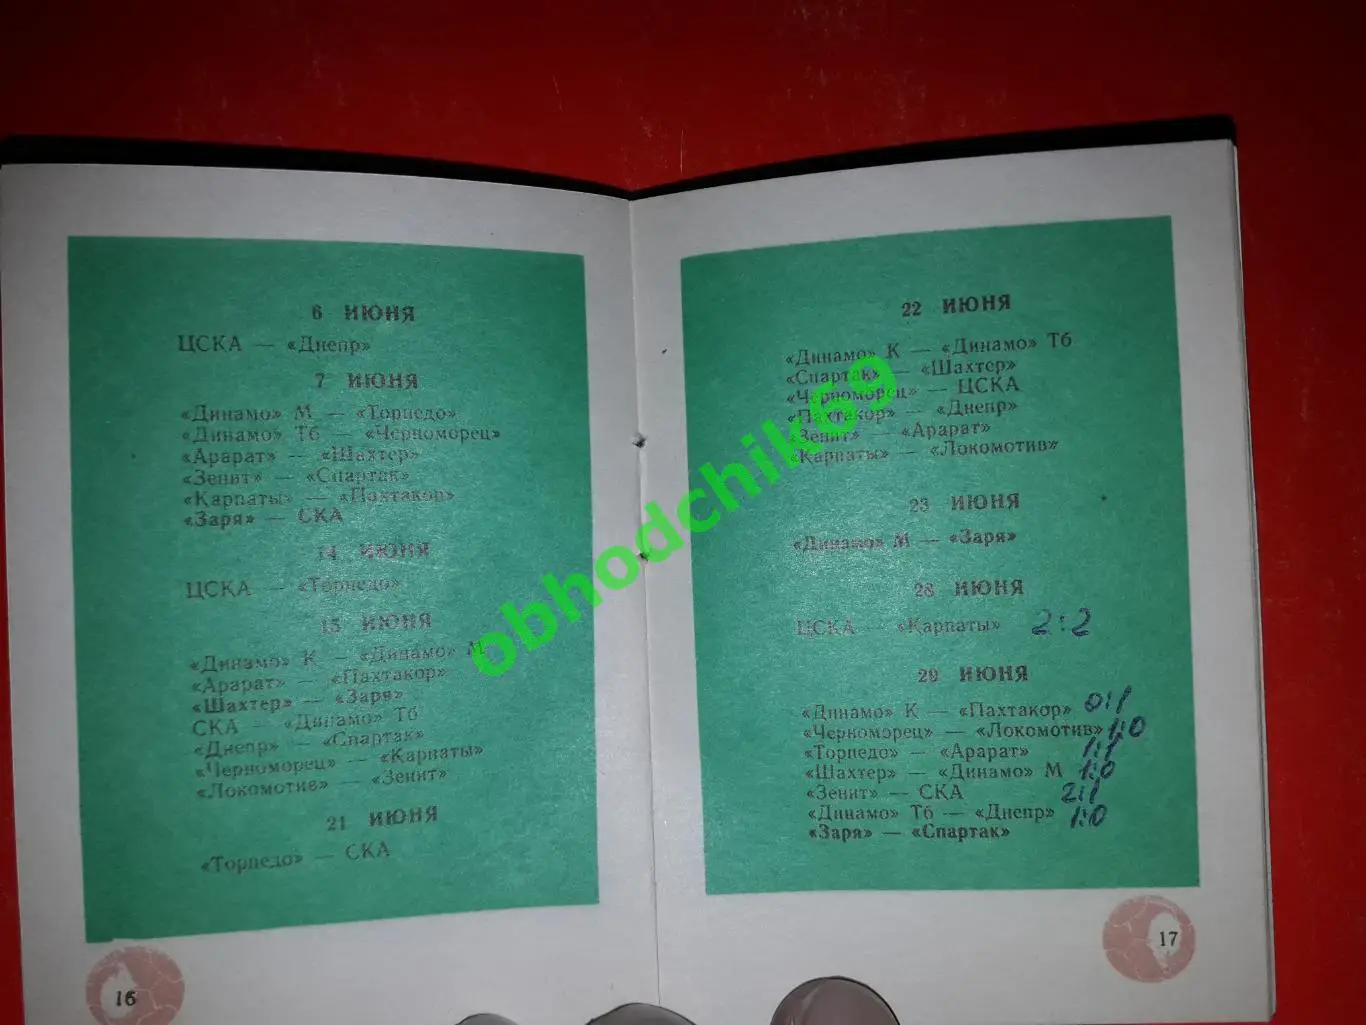 6 ИЮНЯ
ЦСКА — «Днепр»
7 ИЮНЯ
«Динамо» М — «Торпедо»
«Динамо» Тб — «Черноморец»
«Арарат» — «Шахтер»
«Зенит» — «Спартак»
«Карпаты» — «Пахтакор»
«Заря» — СКА
14 ИЮНЯ
ЦСКА — «Торпедо»
15 ИЮНЯ
«Динамо» К — «Динамо» М
«Арарат» — «Пахтакор»
«Шахтер» — «Заря»
СКА — «Динамо» Тб
«Днепр» — «Спартак»
«Черноморец» — «Карпаты»
«Локомотив» — «Зенит»
21 ИЮНЯ
«Торпедо» — СКА
16
22 ИЮНЯ
«Динамо» К — «Динамо» Тб
«Спартак» — «Шахтер»
«Черноморец» — ЦСКА
«Пахтакор» — «Днепр»
«Зенит» — «Арарат»
«Карпаты» — «Локомотив»
23 ИЮНЯ
«Динамо» М — «Заря»
28 ИЮНЯ
ЦСКА — «Карпаты» 2:2
29 ИЮНЯ
«Динамо» К — «Пахтакор» 0:1
«Черноморец» — «Локомотив» 1:0
«Торпедо» — «Арарат» 1:1
«Шахтер» — «Динамо» М 1:0
«Зенит» — СКА 2:1
«Динамо» Тб — «Днепр» 1:0
«Заря» — «Спартак»
17
obhodchik69